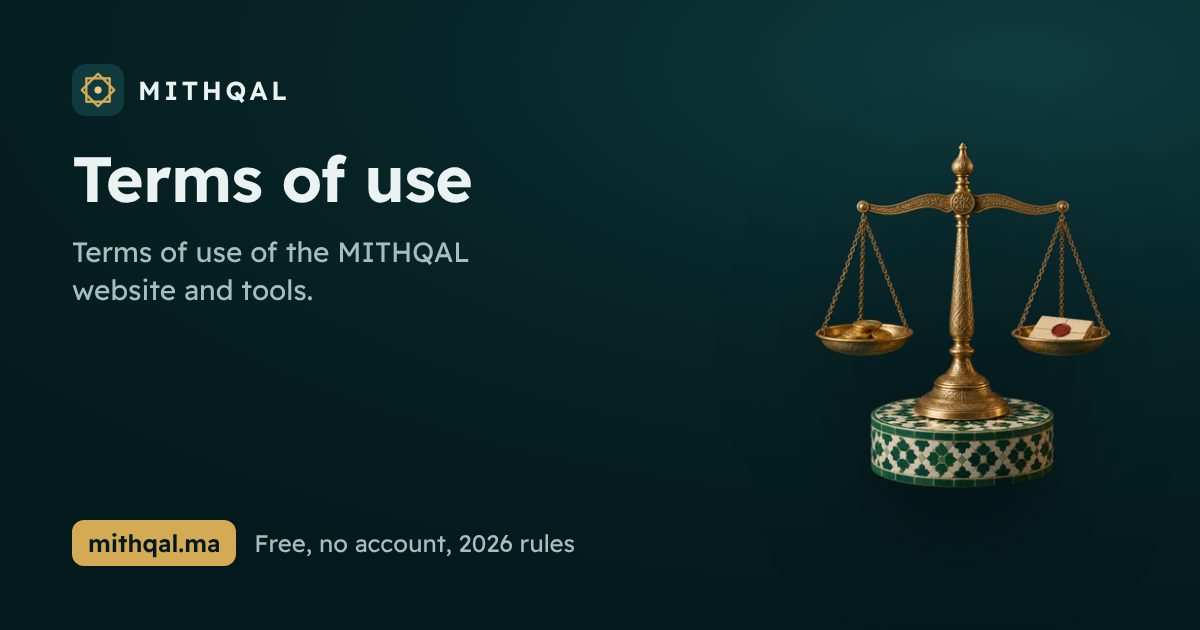 MITHQAL
Terms of use
Terms of use of the MITHQAL
website and tools.
mithqal.ma
Free, no account, 2026 rules